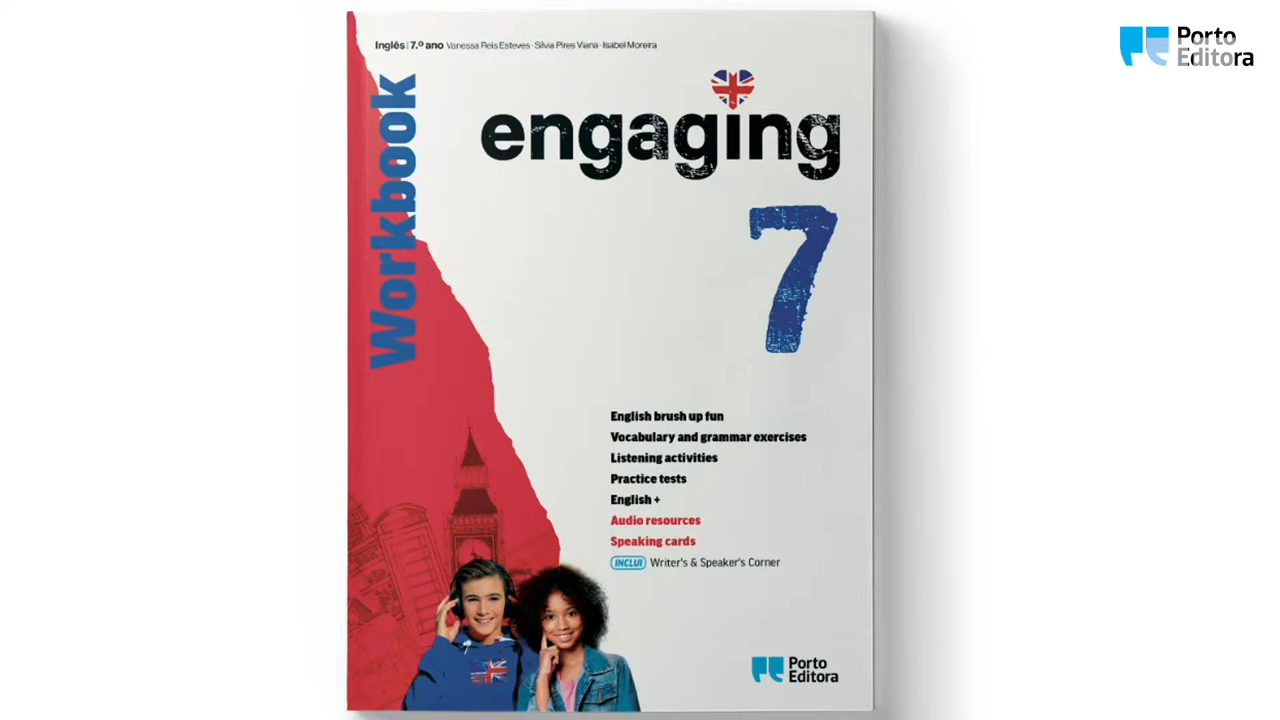 Inglês | 7.º ano Vanessa Reis Esteves · Sílvia Pires Viana · Isabel Moreira
Porto
Editora
Workbook
engaging
7
English brush up fun
Vocabulary and grammar exercises
Listening activities
Practice tests
English +
Audio resources
Speaking cards
INCLUI Writer's & Speaker's Corner
Porto
Editora